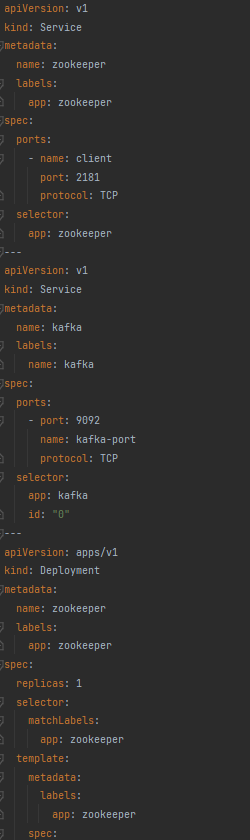 apiVersion: v1
kind: Service
metadata:
  name: zookeeper
  labels:
    app: zookeeper
spec:
  ports:
    - name: client
      port: 2181
      protocol: TCP
  selector:
    app: zookeeper
---
apiVersion: v1
kind: Service
metadata:
  name: kafka
  labels:
    name: kafka
spec:
  ports:
    - port: 9092
      name: kafka-port
      protocol: TCP
  selector:
    app: kafka
    id: "0"
---
apiVersion: apps/v1
kind: Deployment
metadata:
  name: zookeeper
  labels:
    app: zookeeper
spec:
  replicas: 1
  selector:
    matchLabels:
      app: zookeeper
  template:
    metadata:
      labels:
        app: zookeeper
    spec: